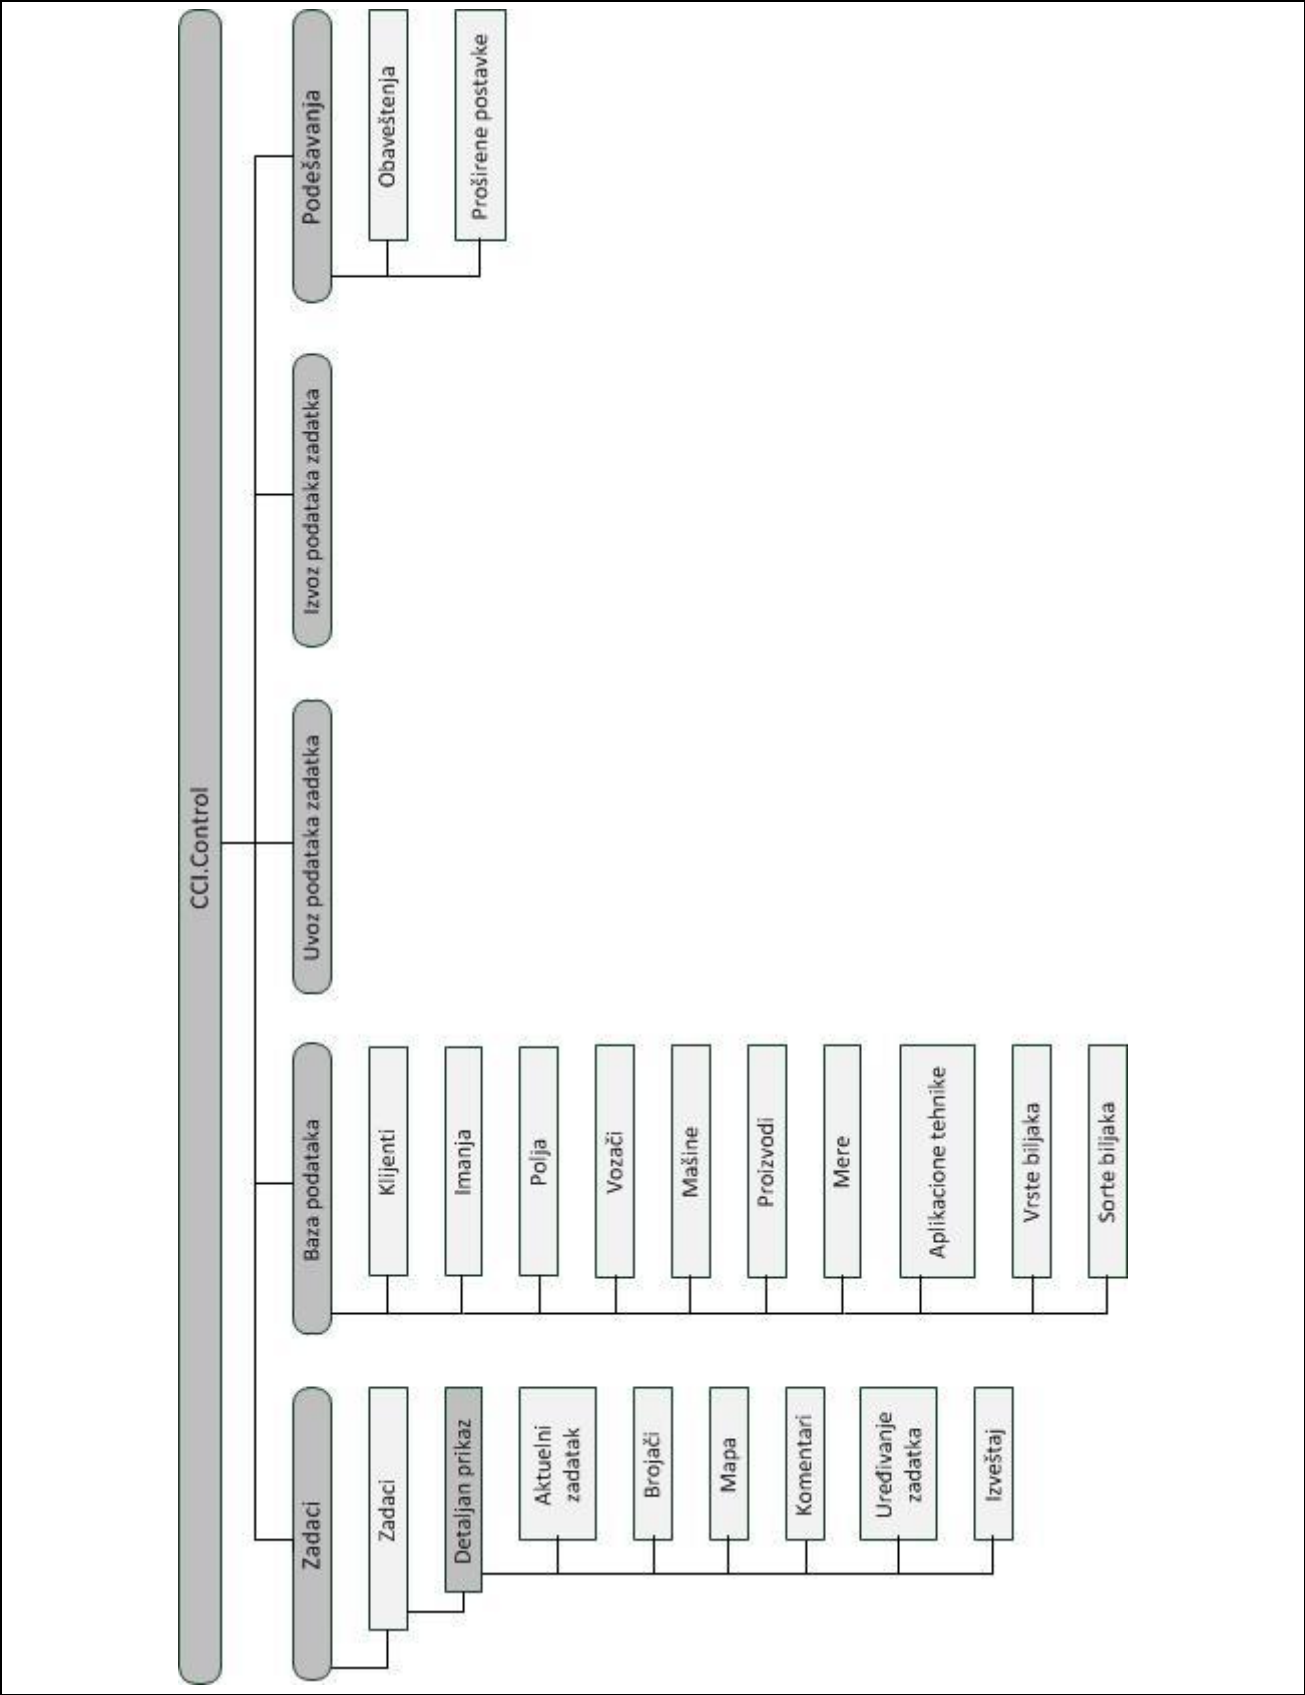 CCI.Control
Zadaci
Zadaci
Detaljan prikaz
Aktuelni
zadatak
Brojači
Mapa
Komentari
Uređivanje
zadatka
Izveštaj
Baza podataka
Klijenti
Imanja
Polja
Vozači
Mašine
Proizvodi
Mere
Aplikacione tehnike
Vrste biljaka
Sorte biljaka
Uvoz podataka zadatka
Izvoz podataka zadatka
Podešavanja
Obaveštenja
Proširene postavke